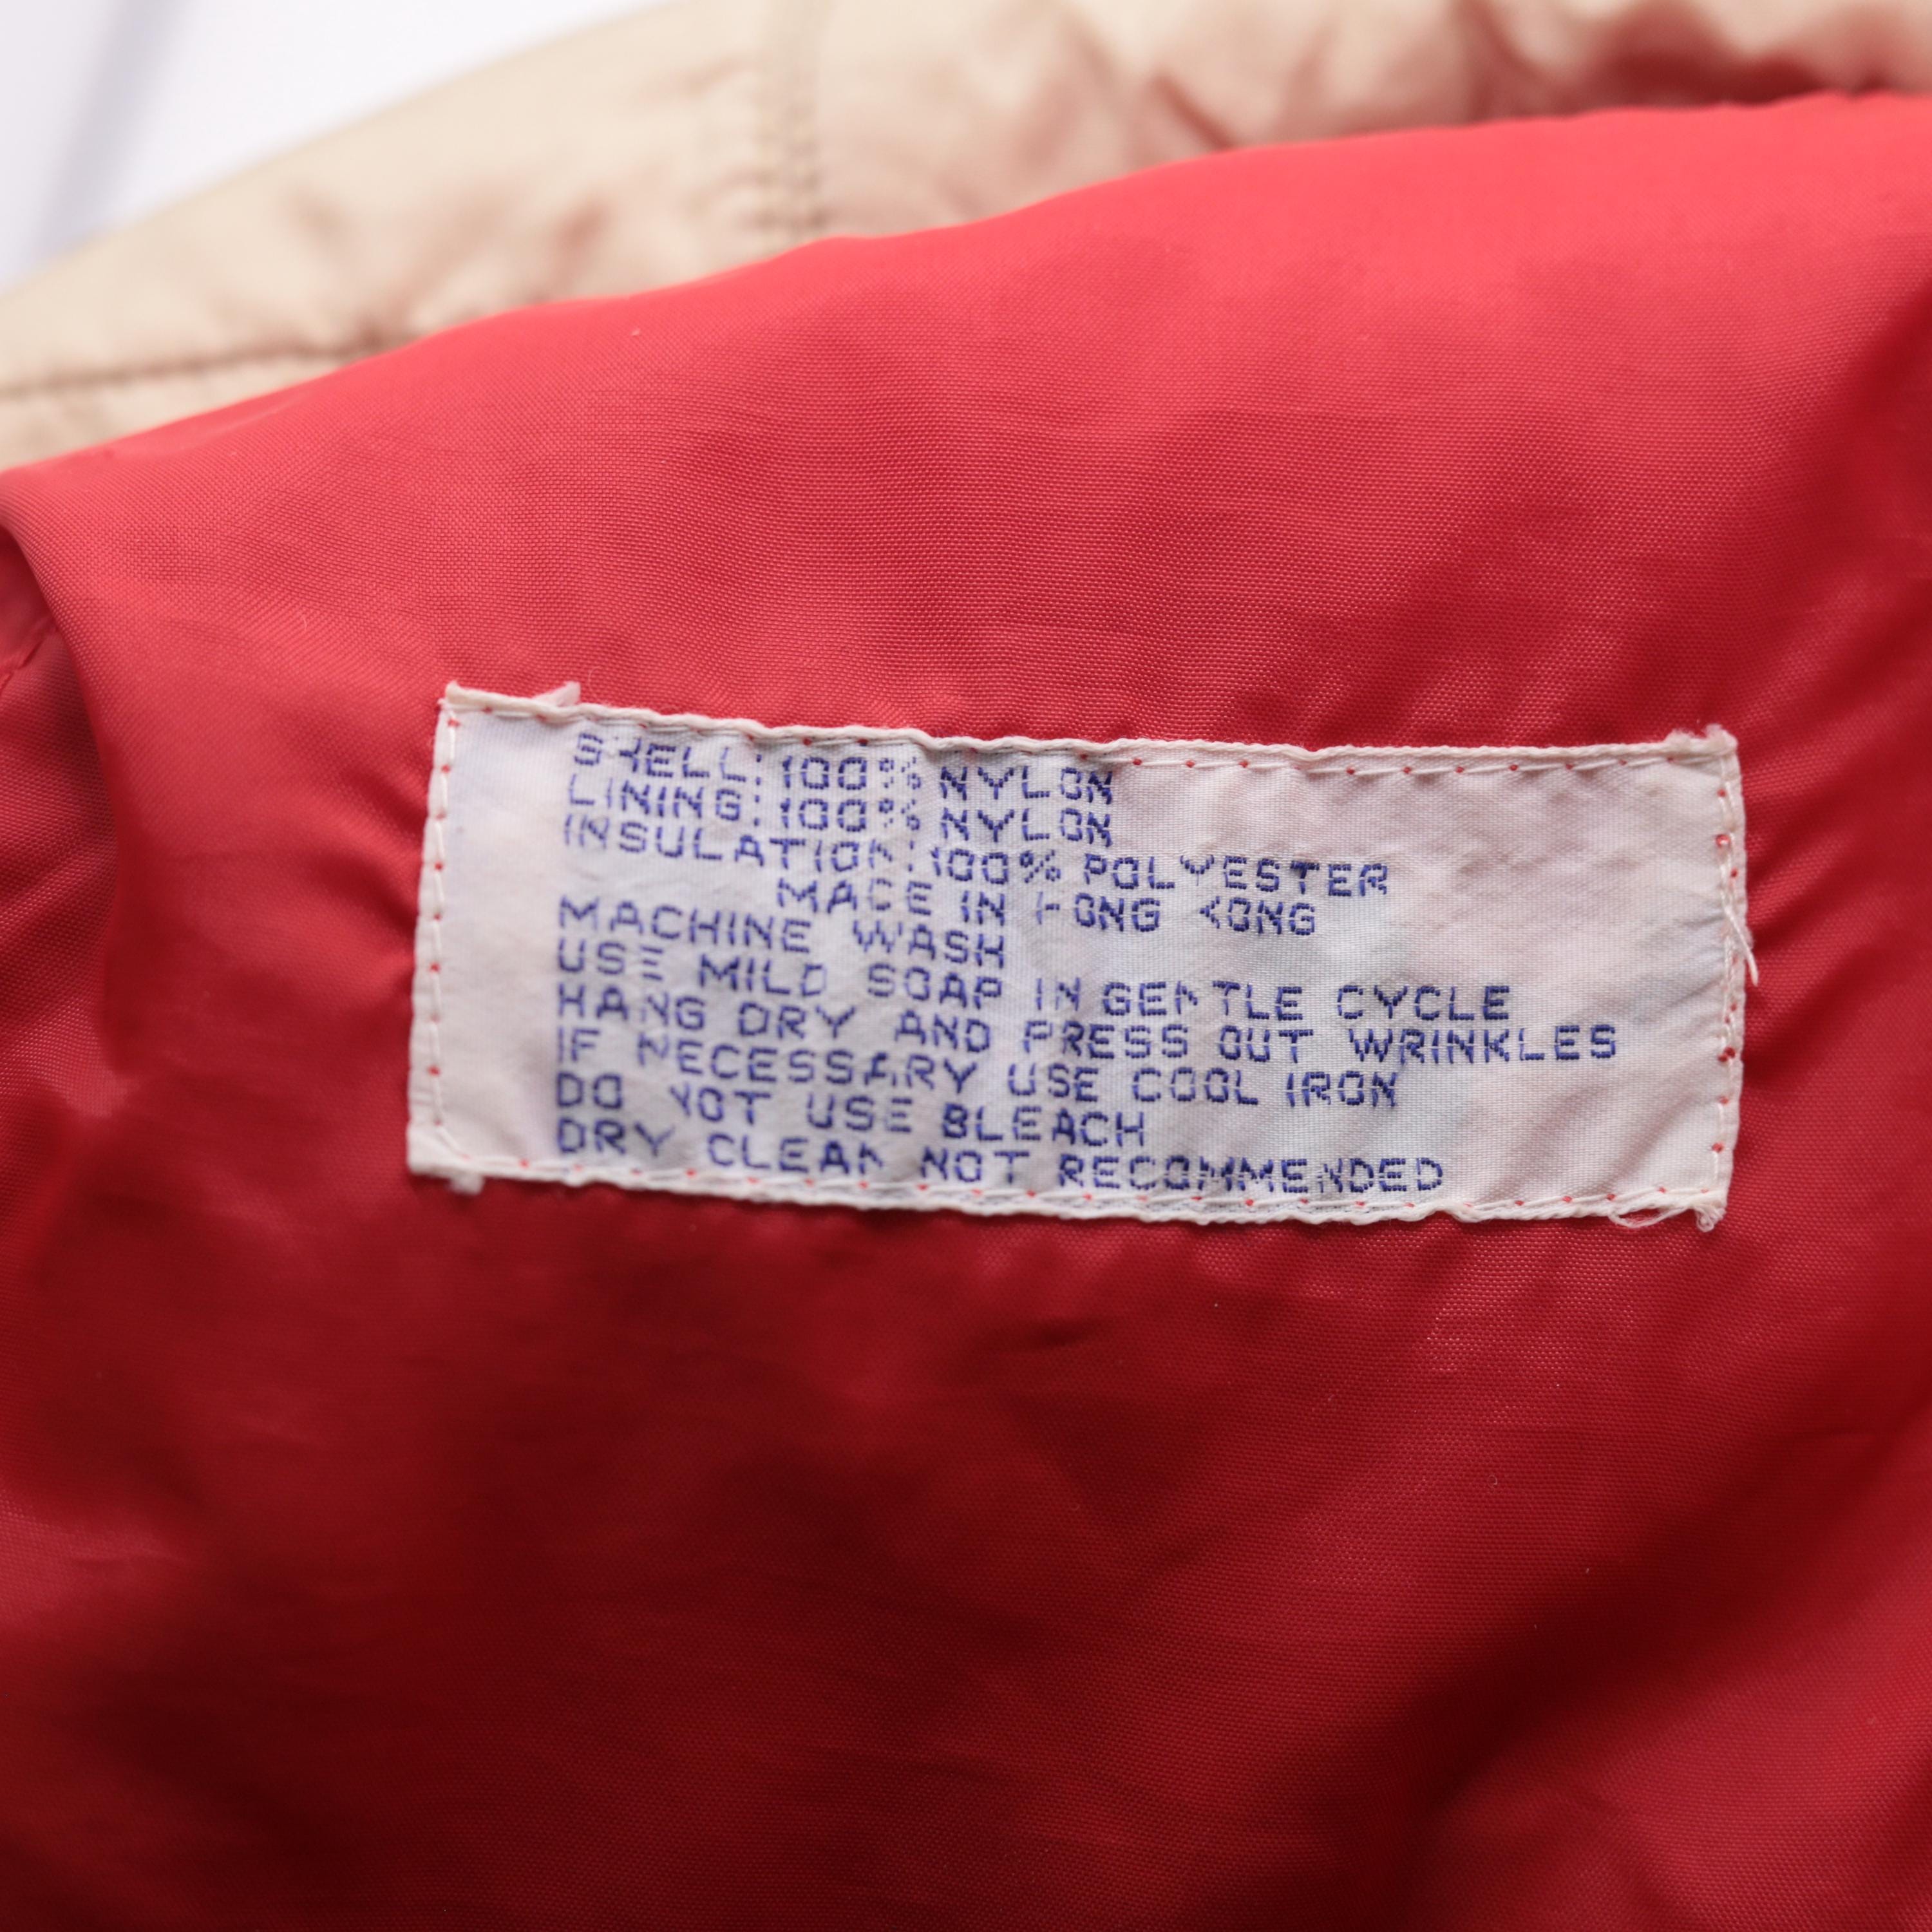 SHELL: 100% NYLON
LINING: 100% NYLON
INSULATION: 100% POLYESTER
MADE IN HONG KONG
MACHINE WASH
USE MILD SOAP IN GENTLE CYCLE
HANG DRY AND PRESS OUT WRINKLES
IF NECESSARY USE COOL IRON
DO NOT USE BLEACH
DRY CLEAN NOT RECOMMENDED